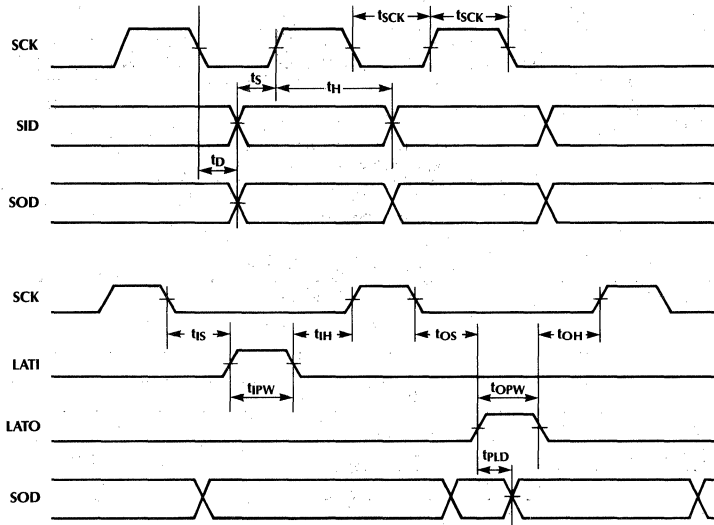 tSCK tSCK
SCK
tS tH
SID
tD
SOD
SCK
tIS tIH tOS tOH
LATI
tIPW tOPW
LATO
tPLD
SOD